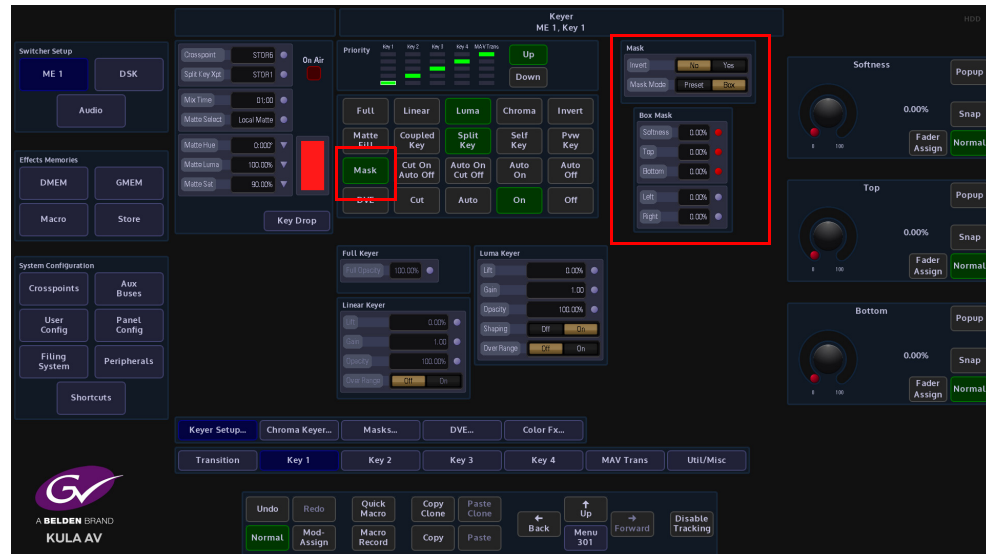 Keyer
ME 1, Key 1
HDD
Switcher Setup
ME 1
DSK
Audio
Effects Memories
DMEM
GMEM
Macro
Store
System Configuration
Crosspoints
Aux Buses
User Config
Panel Config
Filing System
Peripherals
Shortcuts
Crosspoint STOR6
Split Key Xpt STOR1
On Air
Mix Time 01:00
Matte Select Local Matte
Matte Hue 0.000°
Matte Luma 100.00%
Matte Sat 90.00%
Key Drop
Priority Key 1 Key 2 Key 3 Key 4 MAV Trans
Up
Down
Full Linear Luma Chroma Invert
Matte Fill Coupled Key Split Key Self Key Pvw Key
Mask Cut On Auto Off Auto On Cut Off Auto On Auto Off
DVE Cut Auto On Off
Mask
Invert No Yes
Mask Mode Preset Box
Box Mask
Softness 0.00%
Top 0.00%
Bottom 0.00%
Left 0.00%
Right 0.00%
Full Keyer
Full Opacity 100.00%
Linear Keyer
Lift 0.00%
Gain 1.00
Opacity 100.00%
Over Range Off On
Luma Keyer
Lift 0.00%
Gain 1.00
Opacity 100.00%
Shaping Off On
Over Range Off On
Softness
Popup
0.00%
Snap
0 100
Fader Assign
Normal
Top
Popup
0.00%
Snap
0 100
Fader Assign
Normal
Bottom
Popup
0.00%
Snap
0 100
Fader Assign
Normal
Keyer Setup... Chroma Keyer... Masks... DVE... Color Fx...
Transition Key 1 Key 2 Key 3 Key 4 MAV Trans Util/Misc
GV
A BELDEN BRAND
KULA AV
Undo Redo Quick Macro Copy Clone Paste Clone
Normal Mod-Assign Macro Record Copy Paste
← Back
↑ Up
Menu 301
→ Forward
Disable Tracking